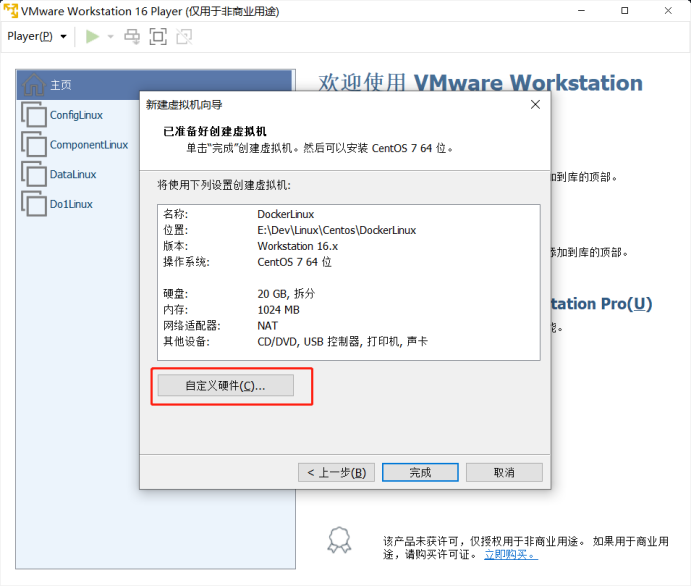 VMware Workstation 16 Player (仅用于非商业用途)
Player(P)
主页
ConfigLinux
ComponentLinux
DataLinux
Do1Linux
欢迎使用 VMware Workstation
加到库的顶部。
添加到库的顶部。
tation Pro(U)
能。
新建虚拟机向导
已准备好创建虚拟机
单击“完成”创建虚拟机。然后可以安装 CentOS 7 64 位。
将使用下列设置创建虚拟机:
名称: DockerLinux
位置: E:\Dev\Linux\Centos\DockerLinux
版本: Workstation 16.x
操作系统: CentOS 7 64 位
硬盘: 20 GB, 拆分
内存: 1024 MB
网络适配器: NAT
其他设备: CD/DVD, USB 控制器, 打印机, 声卡
自定义硬件(C)...
< 上一步(B) 完成 取消
该产品未获许可，仅授权用于非商业用途。 如果用于商业用
途，请购买许可证。 立即购买。